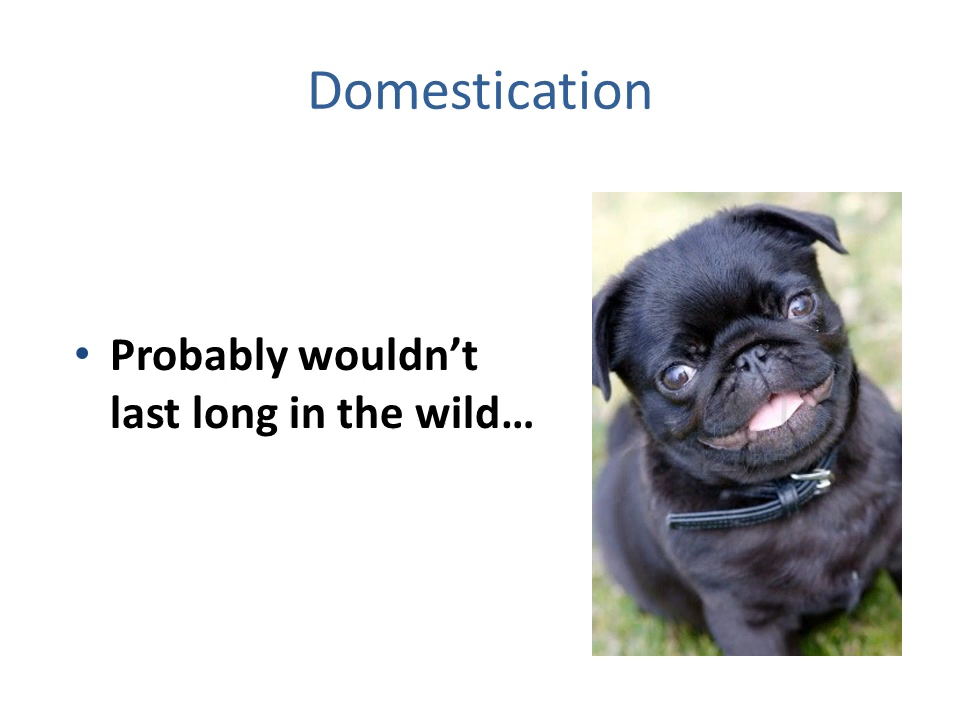 Domestication
• Probably wouldn’t
last long in the wild…